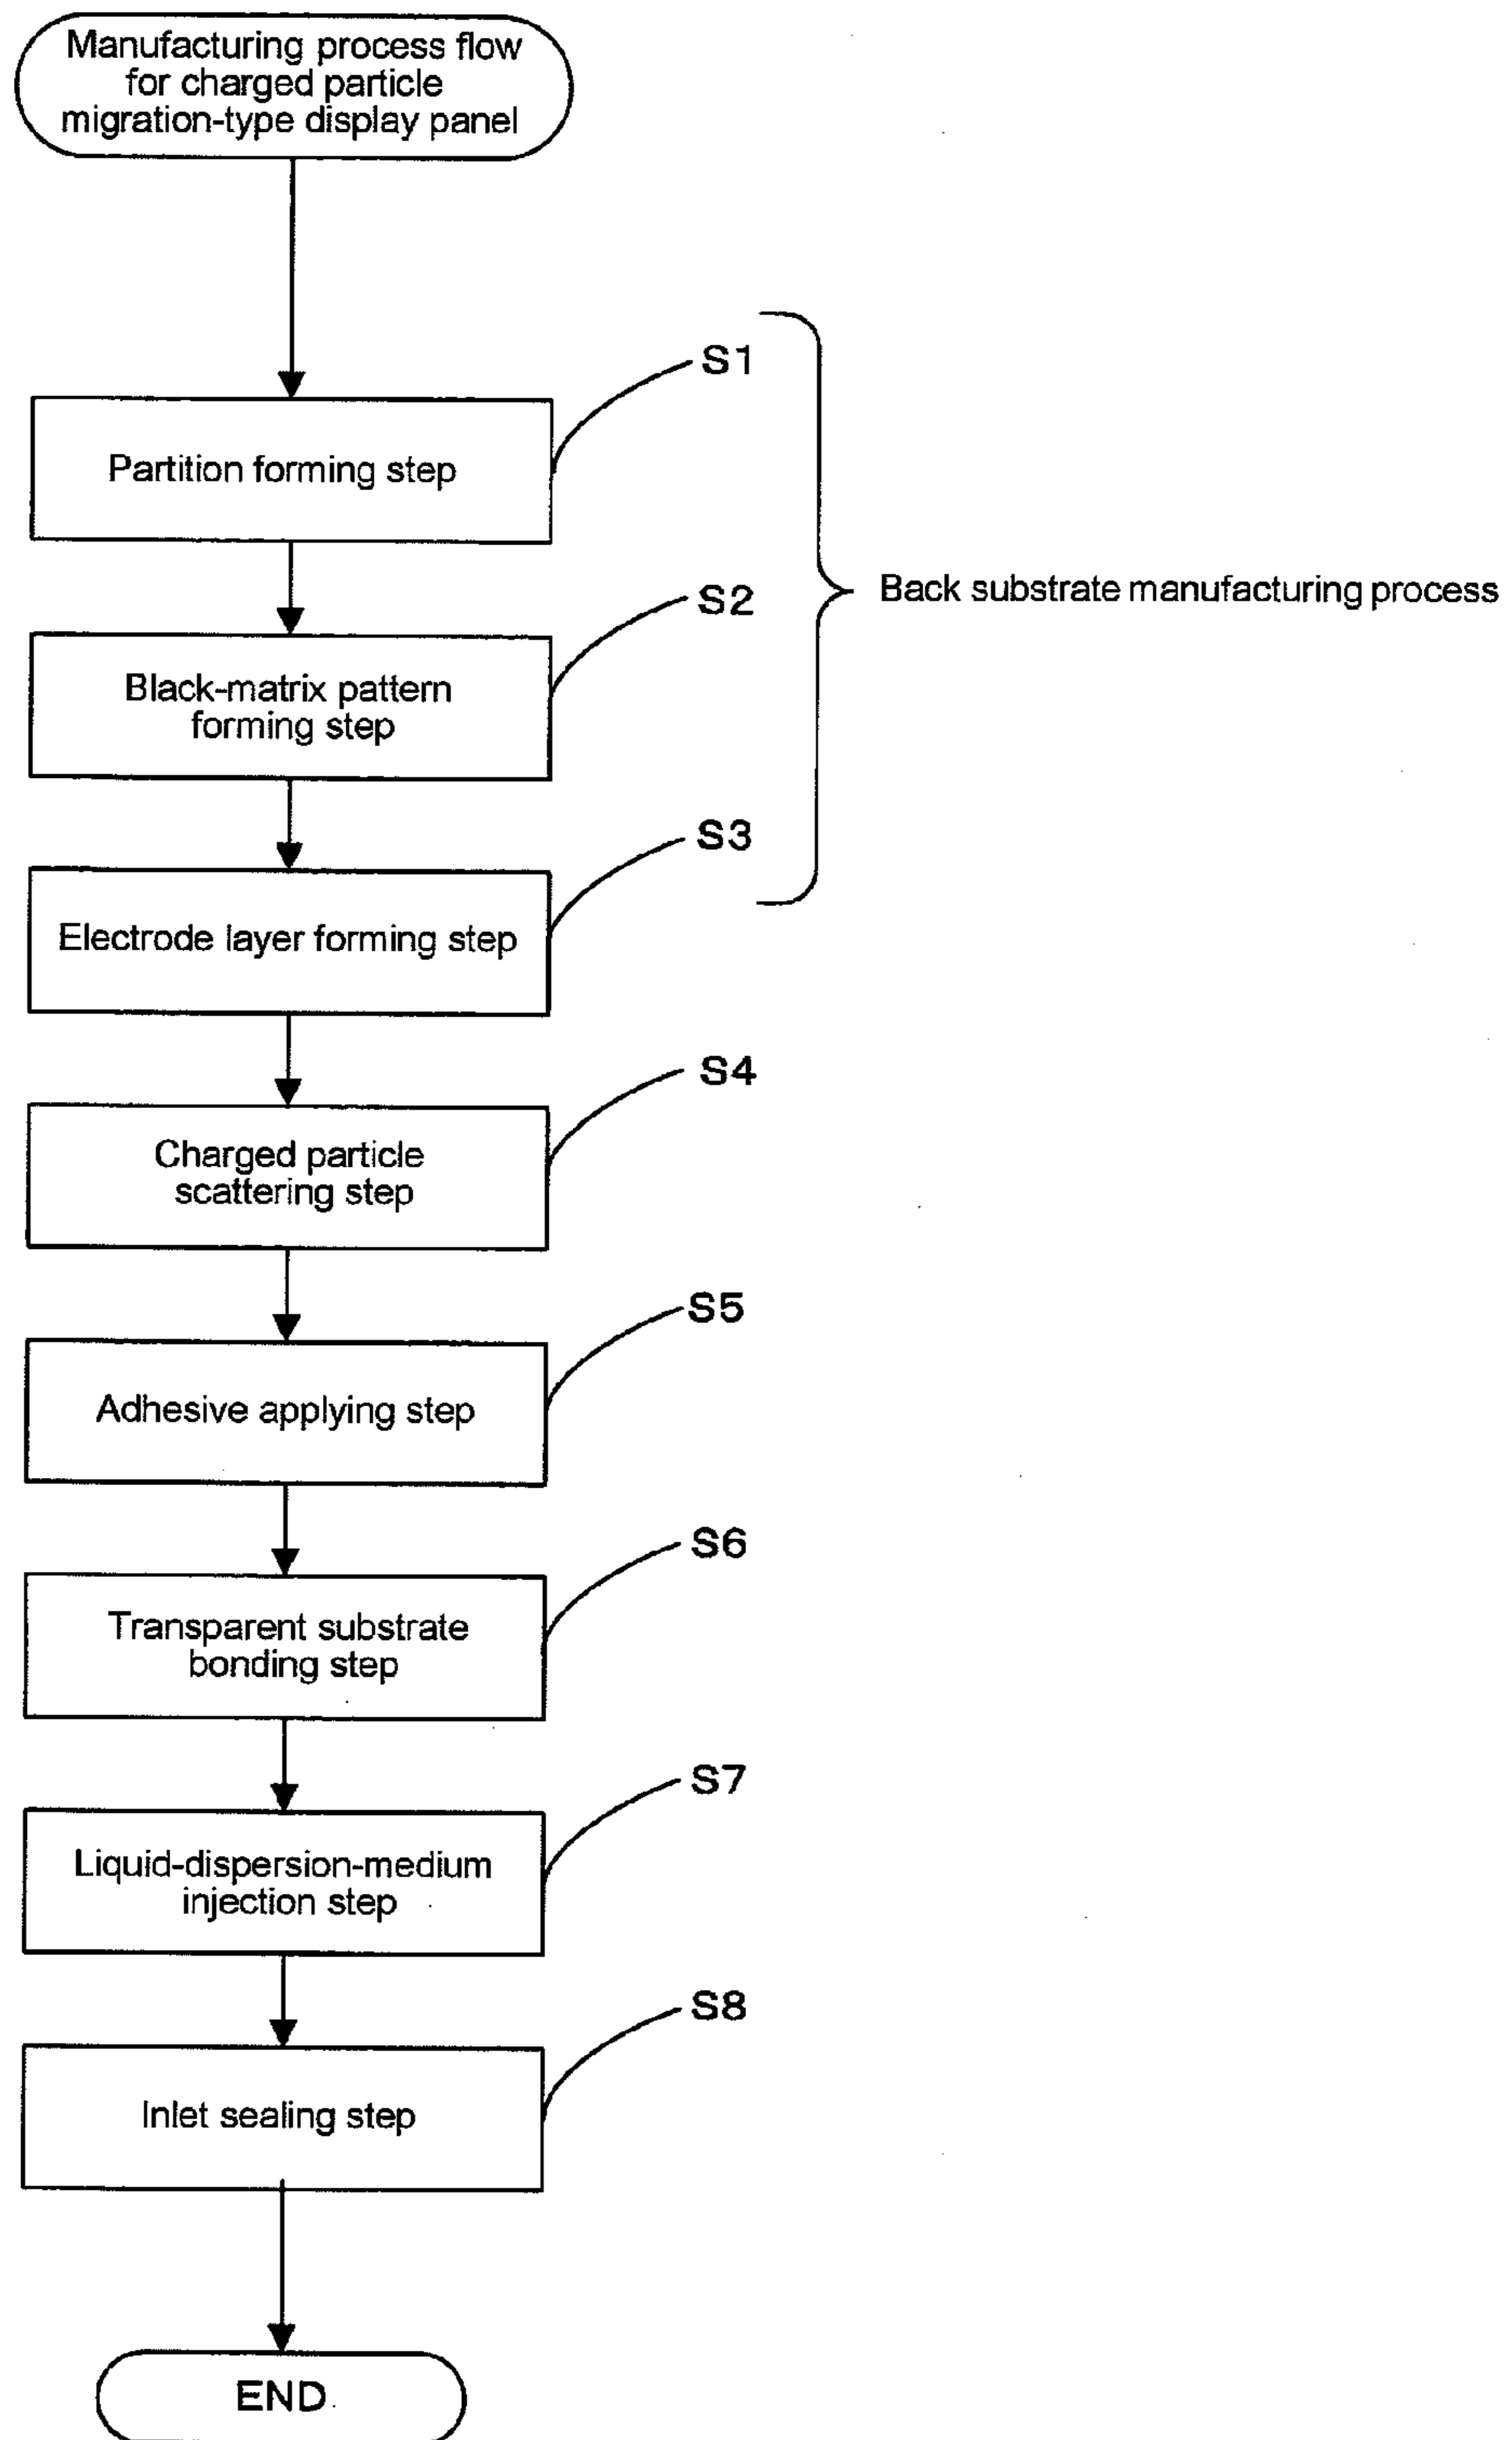 Manufacturing process flow
for charged particle
migration-type display panel
S1
Partition forming step
S2
Back substrate manufacturing process
Black-matrix pattern
forming step
S3
Electrode layer forming step
S4
Charged particle
scattering step
S5
Adhesive applying step
S6
Transparent substrate
bonding step
S7
Liquid-dispersion-medium
injection step
S8
Inlet sealing step
END